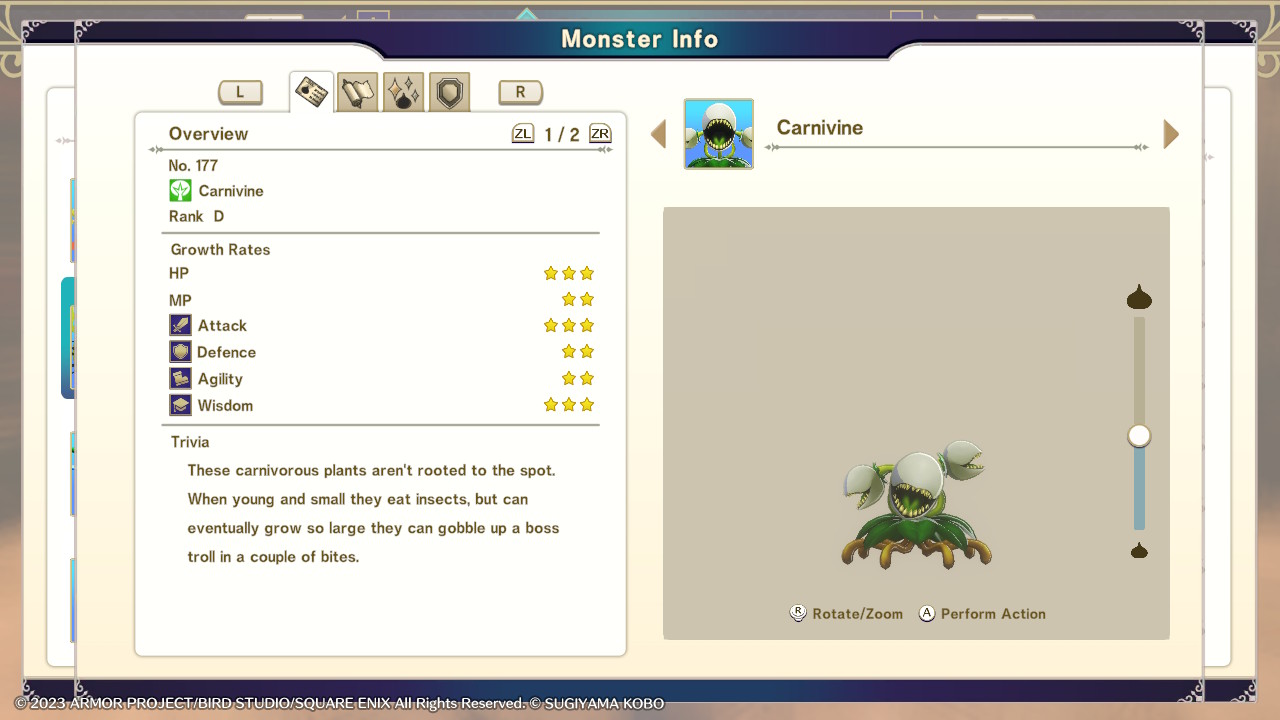 Monster Info
L
R
Overview
ZL 1 / 2 ZR
No. 177
Carnivine
Rank D
Growth Rates
HP
MP
Attack
Defence
Agility
Wisdom
Trivia
These carnivorous plants aren't rooted to the spot.
When young and small they eat insects, but can
eventually grow so large they can gobble up a boss
troll in a couple of bites.
Carnivine
R Rotate/Zoom A Perform Action
© 2023 ARMOR PROJECT/BIRD STUDIO/SQUARE ENIX All Rights Reserved. © SUGIYAMA KOBO